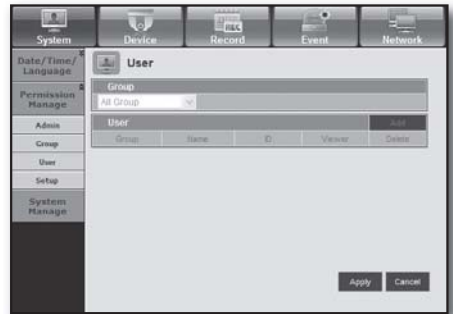 System Device Record Event Network
REC
Date/Time/
Language
Permission
Manage
Admin
Group
User
Setup
System
Manage
User
Group
All Group
User Add
Group Name ID Viewer Delete
Apply Cancel